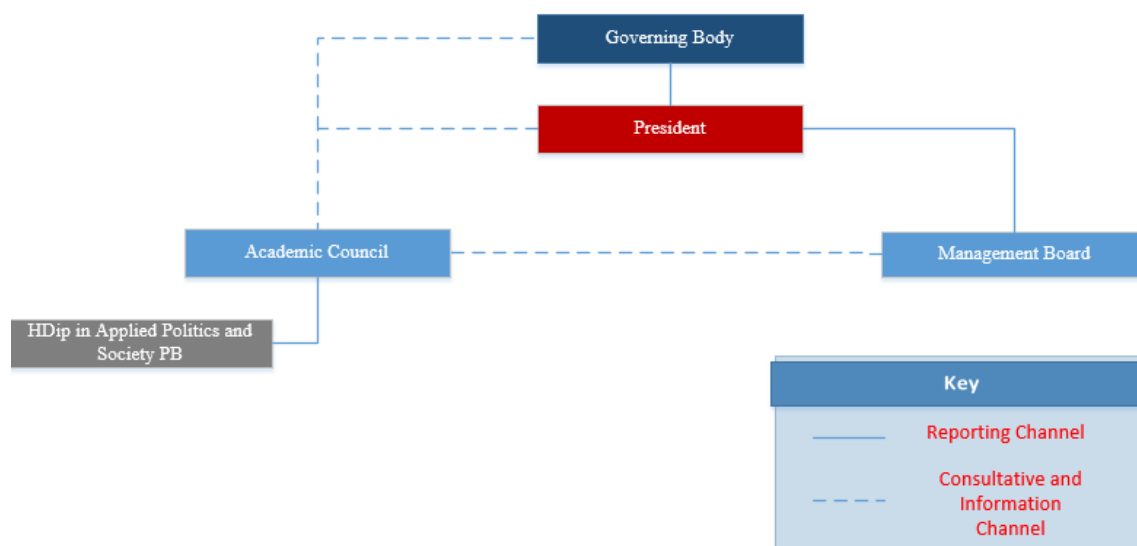 Governing Body
President
Academic Council
Management Board
HDip in Applied Politics and
Society PB
Key
Reporting Channel
Consultative and
Information
Channel